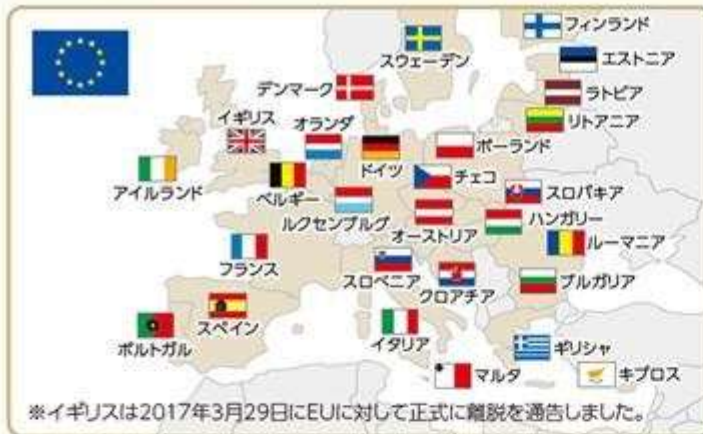 フィンランド
スウェーデン
エストニア
デンマーク
ラトビア
イギリス
オランダ
リトアニア
ポーランド
ドイツ
チェコ
アイルランド
ベルギー
スロバキア
ルクセンブルグ
オーストリア
ハンガリー
ルーマニア
フランス
スロベニア
クロアチア
ブルガリア
スペイン
ポルトガル
イタリア
ギリシャ
マルタ
キプロス
※イギリスは2017年3月29日にEUに対して正式に離脱を通告しました。